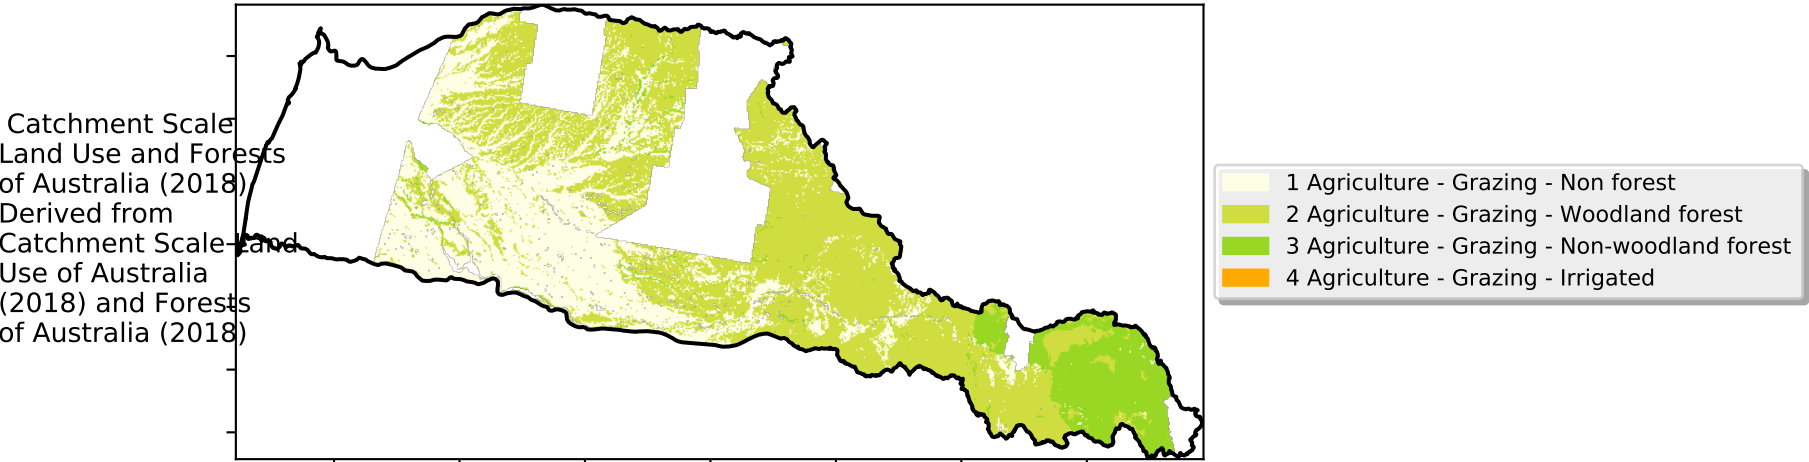 Catchment Scale
Land Use and Forests
of Australia (2018)
Derived from
Catchment Scale Land
Use of Australia
(2018) and Forests
of Australia (2018)
1 Agriculture - Grazing - Non forest
2 Agriculture - Grazing - Woodland forest
3 Agriculture - Grazing - Non-woodland forest
4 Agriculture - Grazing - Irrigated